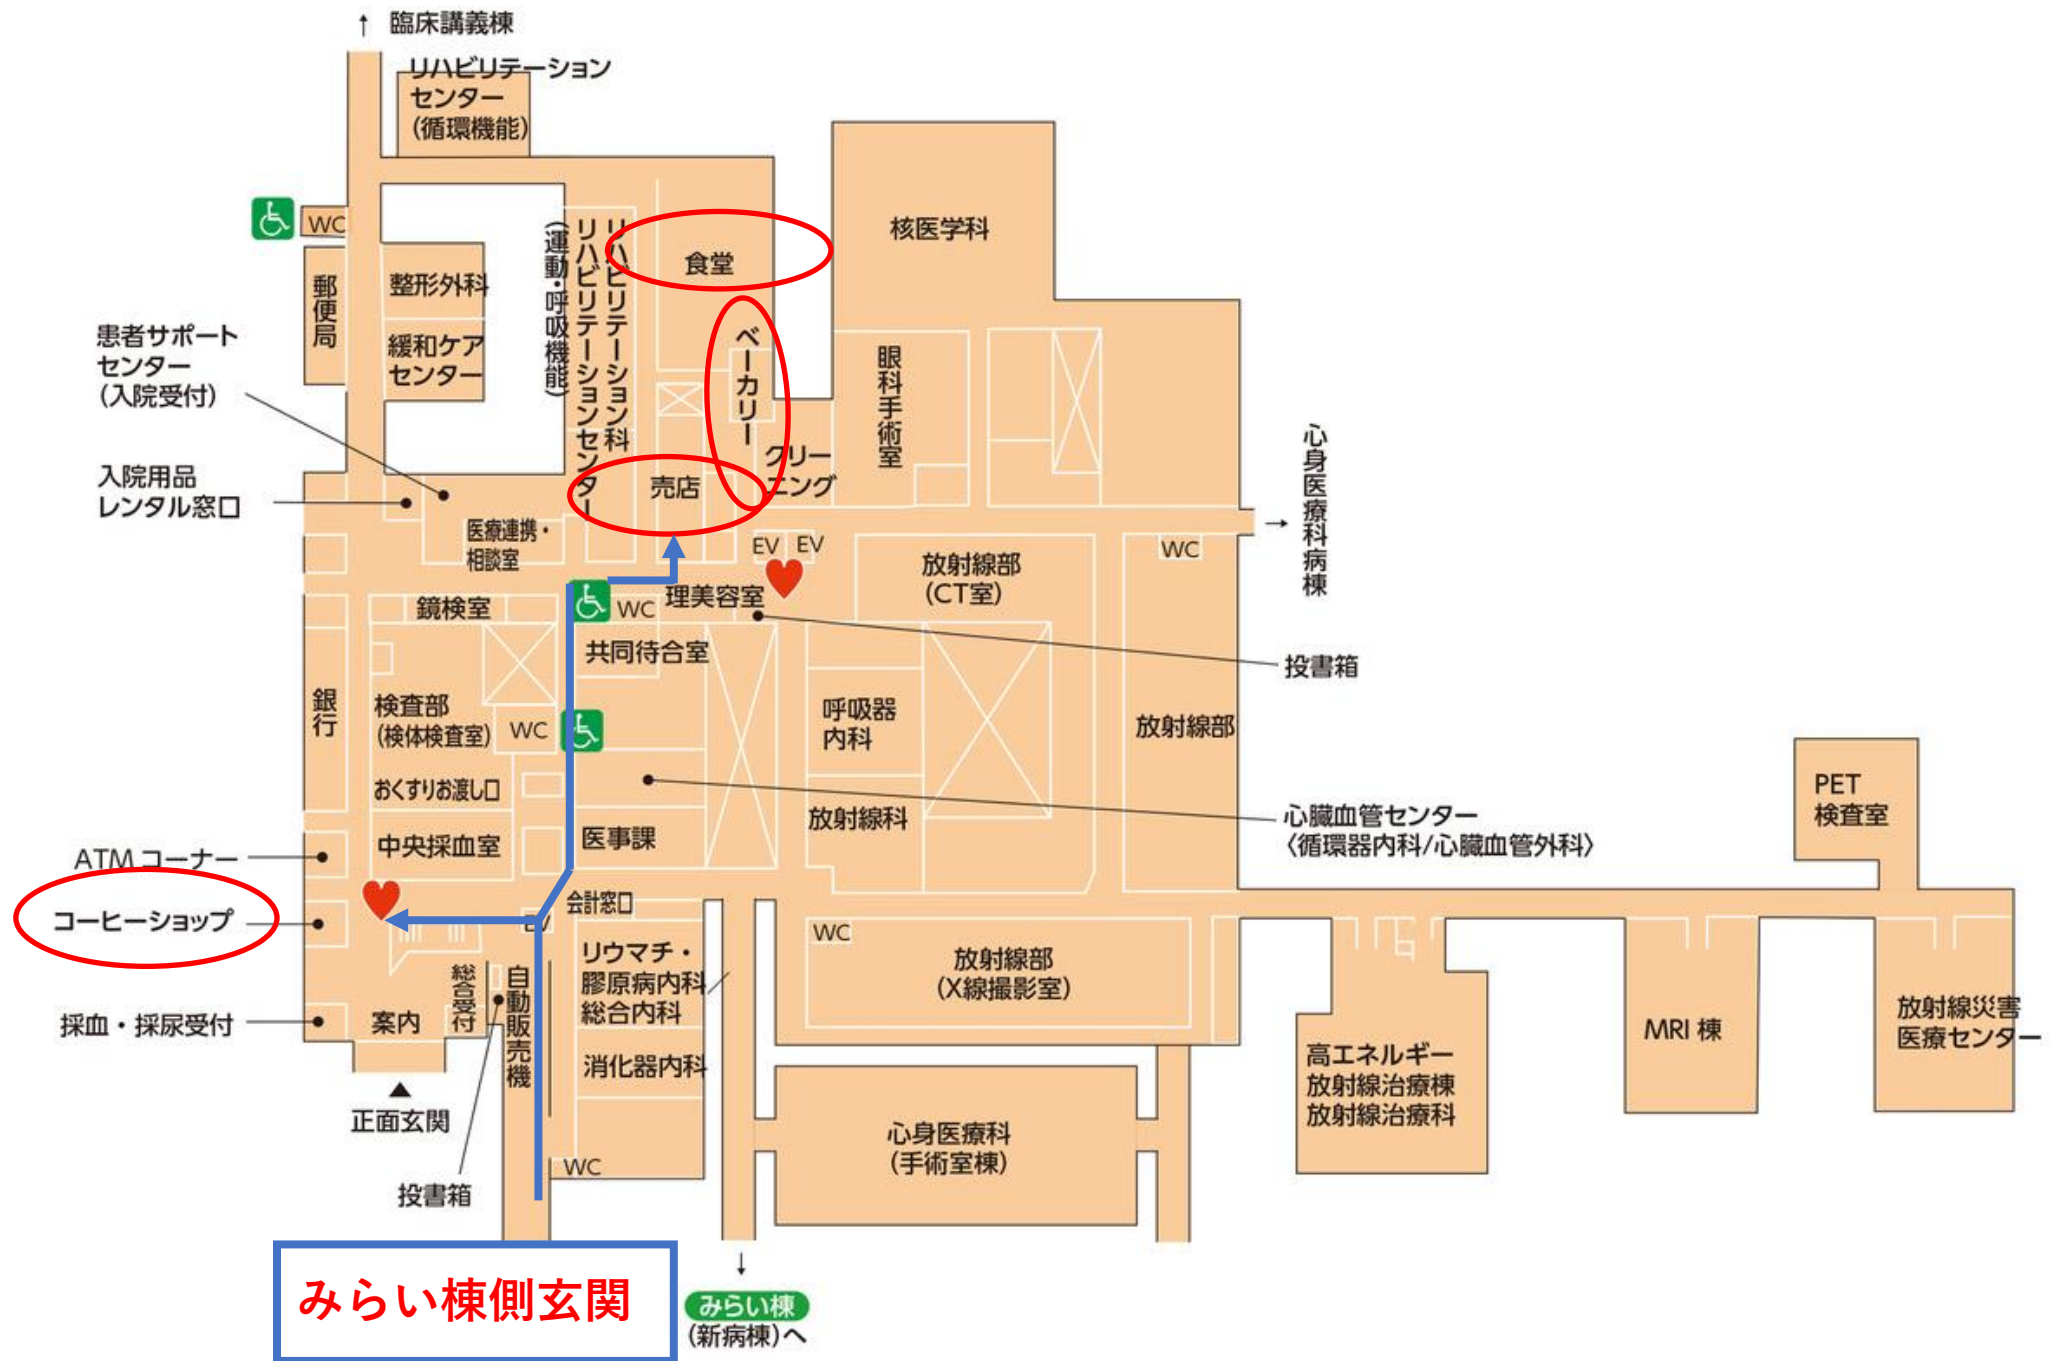 ↑ 臨床講義棟
リハビリテーション
センター
(循環機能)
WC
郵便局
整形外科
緩和ケア
センター
リハビリテーション科
リハビリテーションセンター
(運動・呼吸機能)
食堂
ベーカリー
核医学科
眼科手術室
クリー
ニング
売店
患者サポート
センター
(入院受付)
入院用品
レンタル窓口
医療連携・
相談室
EV EV
放射線部
(CT室)
WC
→ 心身医療科病棟
鏡検室
WC
理美容室
共同待合室
投書箱
銀行
検査部
(検体検査室)
WC
呼吸器
内科
放射線部
おくすりお渡し口
放射線科
心臓血管センター
〈循環器内科/心臓血管外科〉
PET
検査室
中央採血室
医事課
ATM コーナー
コーヒーショップ
会計窓口
EV
WC
リウマチ・
膠原病内科
総合内科
放射線部
(X線撮影室)
総合受付
自動販売機
採血・採尿受付
案内
消化器内科
高エネルギー
放射線治療棟
放射線治療科
MRI 棟
放射線災害
医療センター
▲
正面玄関
心身医療科
(手術室棟)
WC
投書箱
みらい棟側玄関
↓
みらい棟
(新病棟)へ